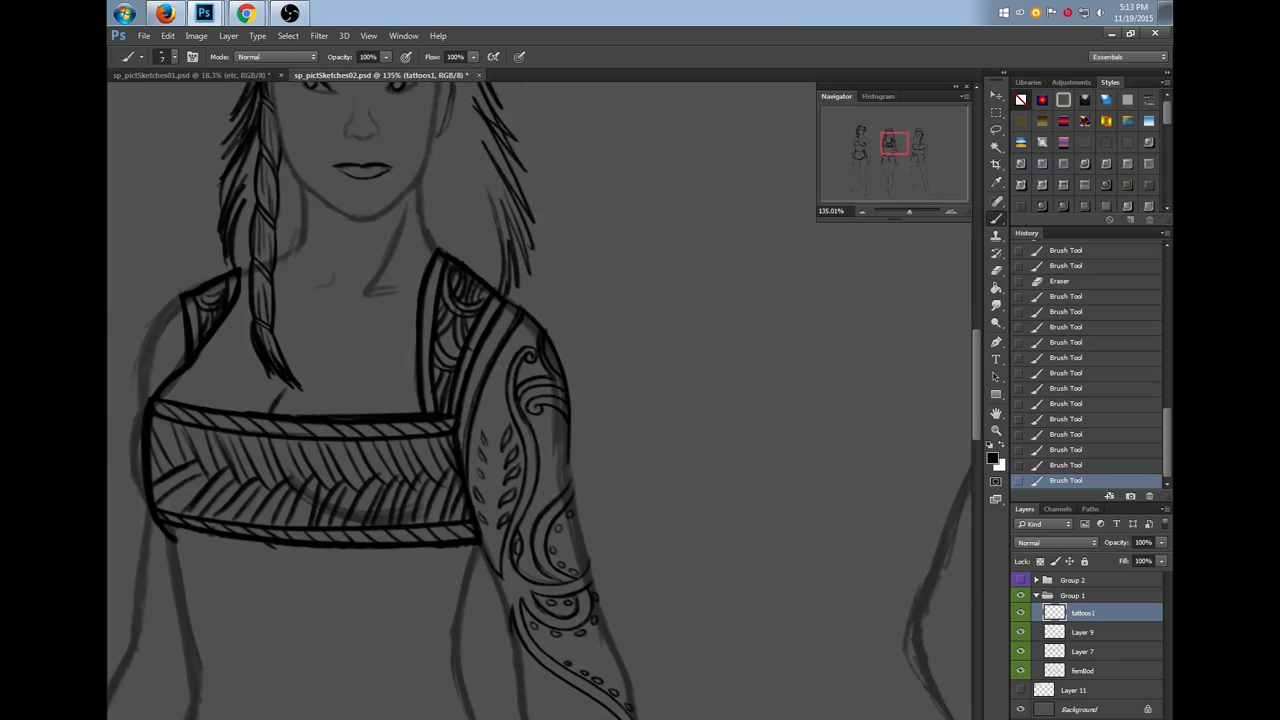 5:13 PM
11/19/2015
Ps File Edit Image Layer Type Select Filter 3D View Window Help
7 Mode: Normal Opacity: 100% Flow: 100% Essentials
sp_pictSketches01.psd @ 18.3% (etc, RGB/8) * × sp_pictSketches02.psd @ 135% (tattoos1, RGB/8) * ×
Navigator Histogram
135.01%
Libraries Adjustments Styles
History
Brush Tool
Brush Tool
Eraser
Brush Tool
Brush Tool
Brush Tool
Brush Tool
Brush Tool
Brush Tool
Brush Tool
Brush Tool
Brush Tool
Brush Tool
Brush Tool
Brush Tool
Brush Tool
Layers Channels Paths
Kind
Normal Opacity: 100%
Lock: Fill: 100%
Group 2
Group 1
tattoos1
Layer 9
Layer 7
femBod
Layer 11
Background